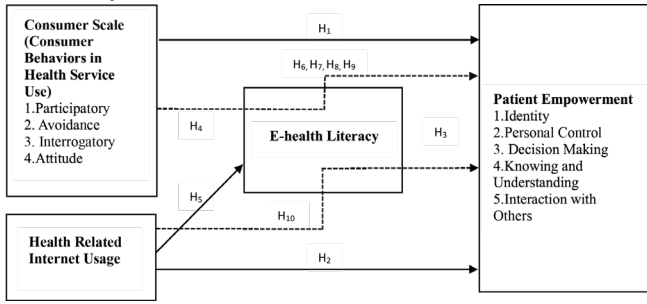 Consumer Scale
(Consumer
Behaviors in
Health Service
Use)
1.Participatory
2. Avoidance
3. Interrogatory
4.Attitude
H1
H6, H7, H8, H9
H4
E-health Literacy
H3
Patient Empowerment
1.Identity
2.Personal Control
3. Decision Making
4.Knowing and
Understanding
5.Interaction with
Others
H5
H10
Health Related
Internet Usage
H2